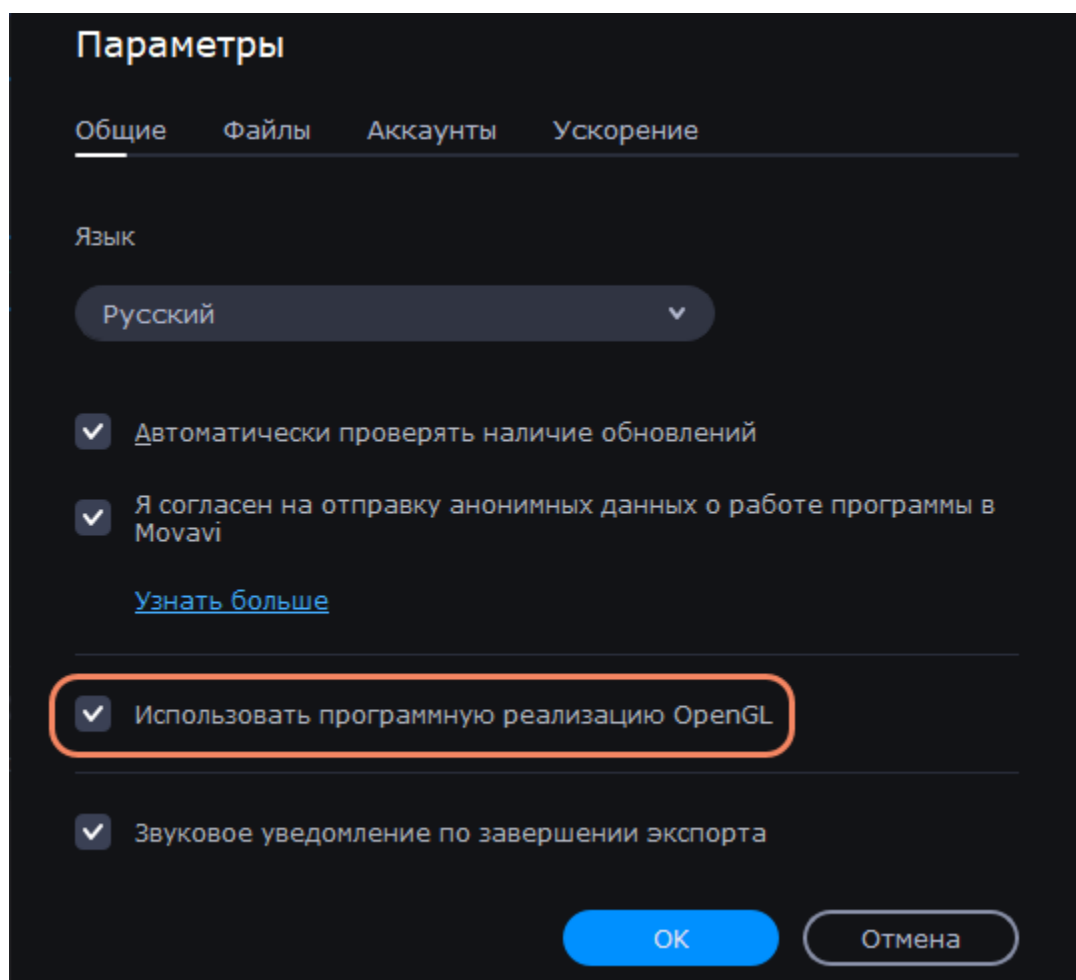 Параметры
Общие Файлы Аккаунты Ускорение
Язык
Русский
Автоматически проверять наличие обновлений
Я согласен на отправку анонимных данных о работе программы в
Movavi
Узнать больше
Использовать программную реализацию OpenGL
Звуковое уведомление по завершении экспорта
OK Отмена